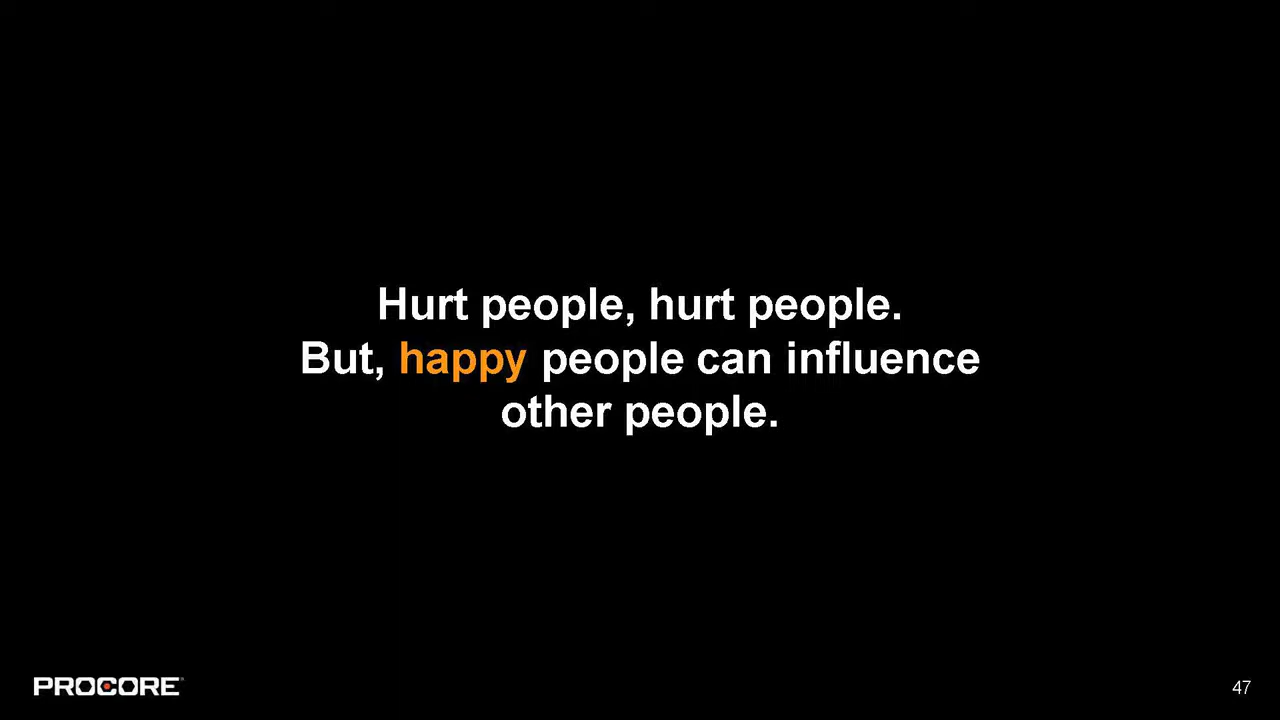 Hurt people, hurt people.
But, happy people can influence
other people.
PROCORE
47